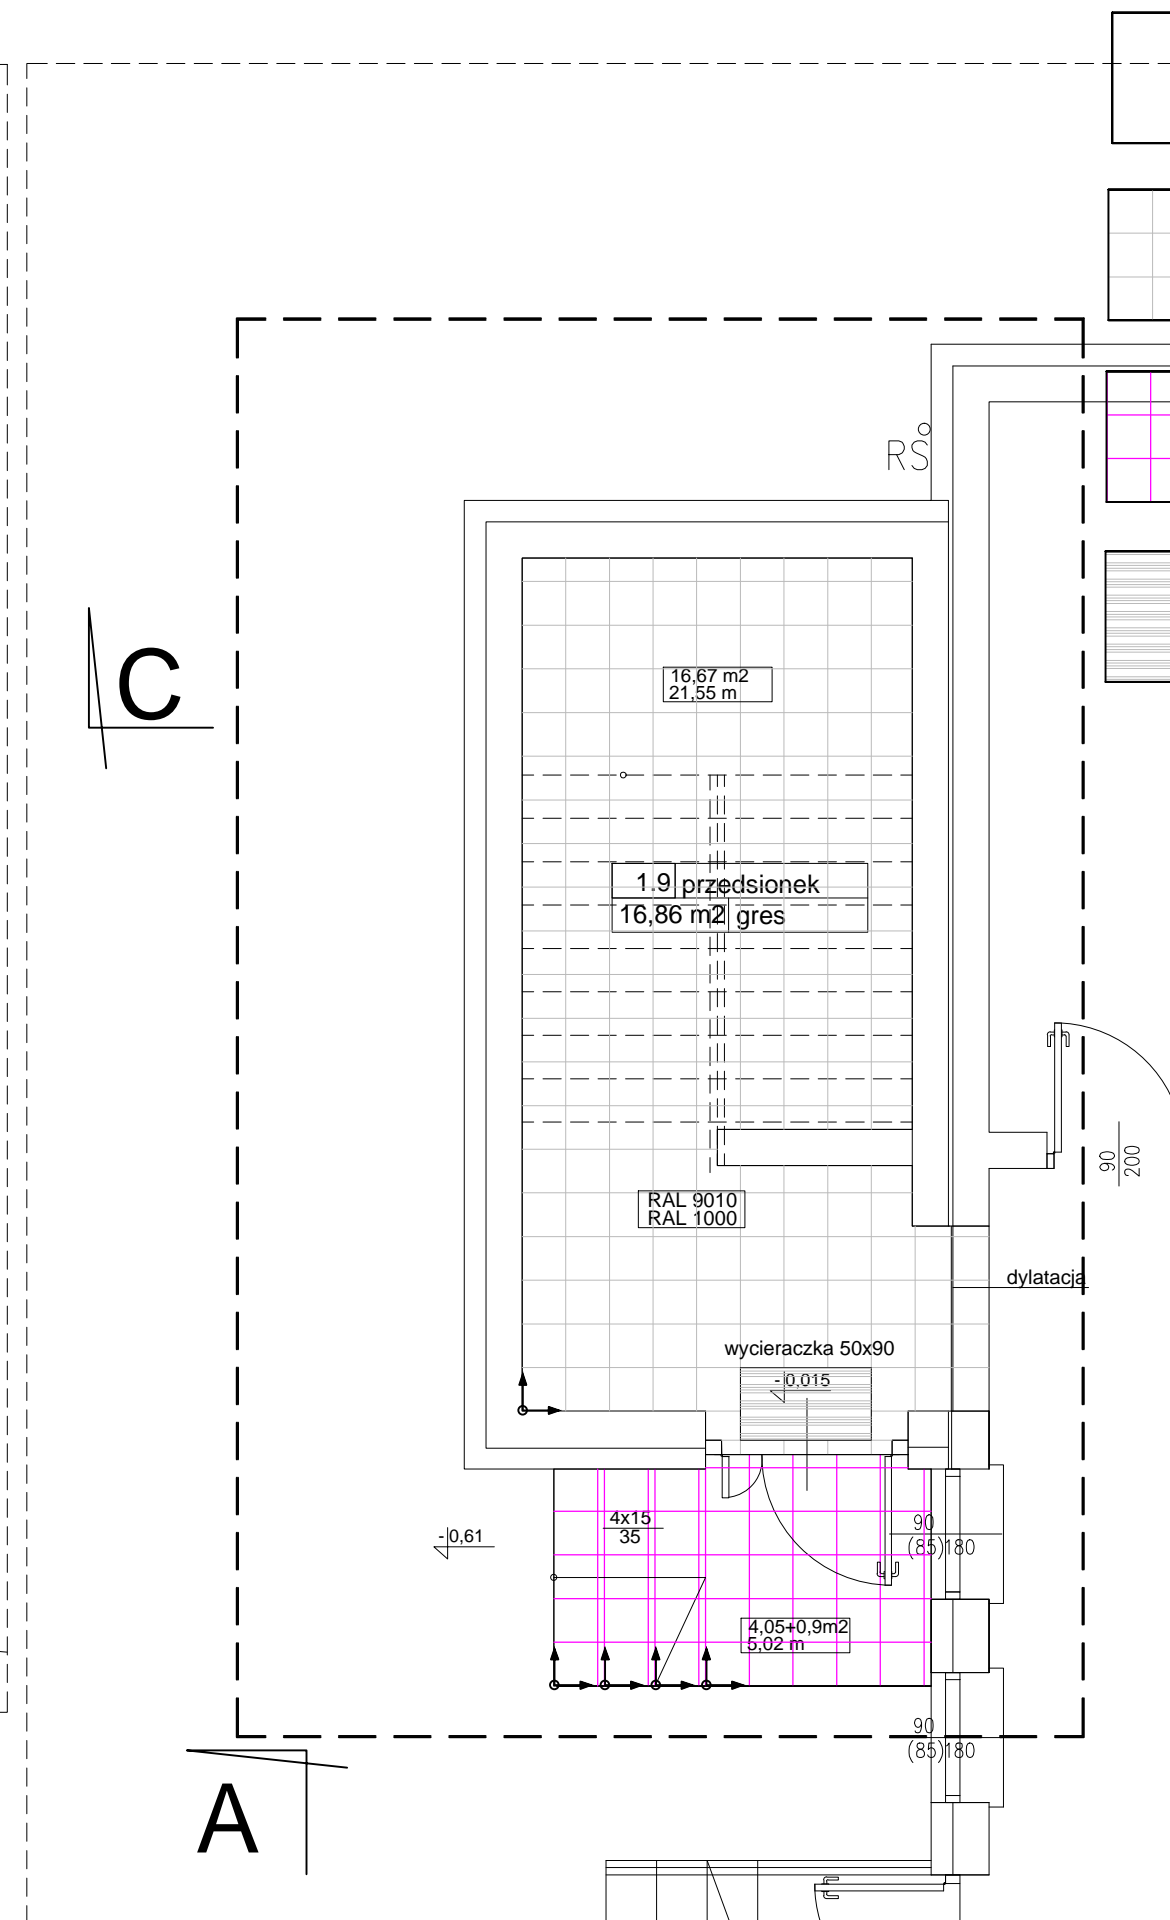 RS
C
16,67 m2
21,55 m
1.9 przedsionek
16,86 m2 gres
90
200
RAL 9010
RAL 1000
dylatacja
wycieraczka 50x90
-0,015
4x15
35
-0,61
90
(85)180
4,05+0,9m2
5,02 m
90
(85)180
A